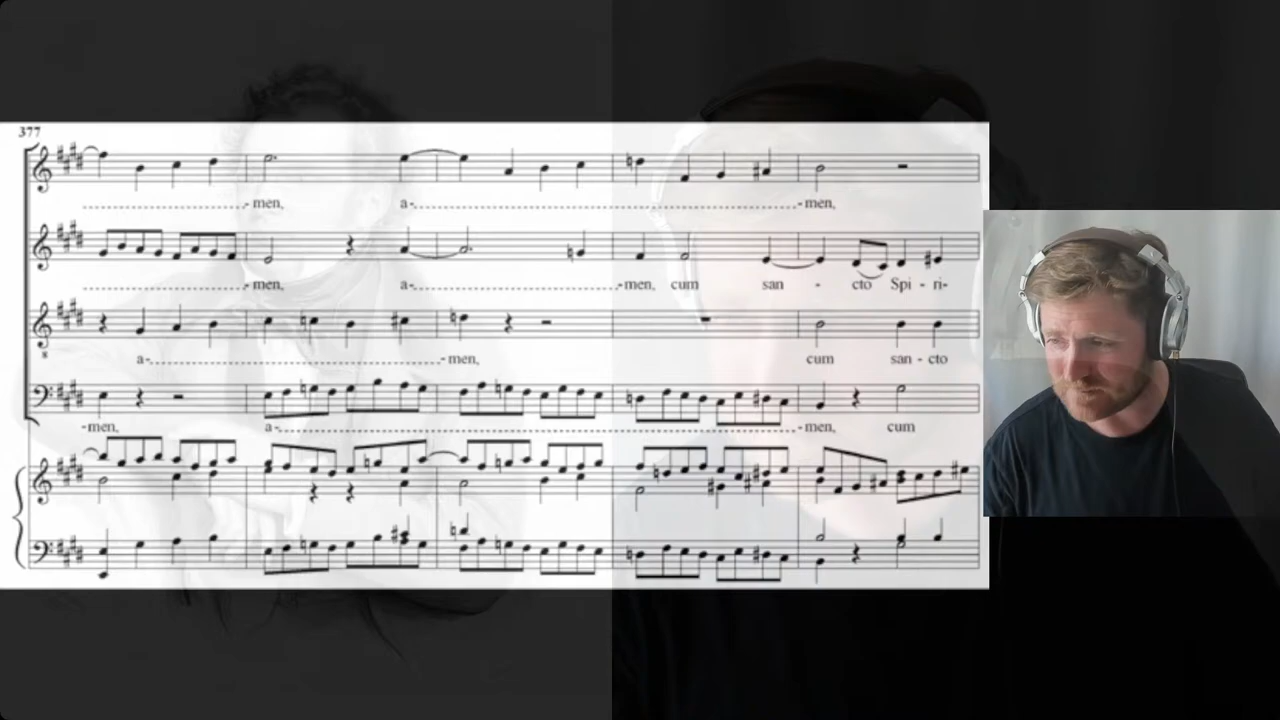 377
- men, a- - men,
- men, a- -men, cum san - cto Spi - ri-
a- - men, cum san - cto
-men, a- - men, cum